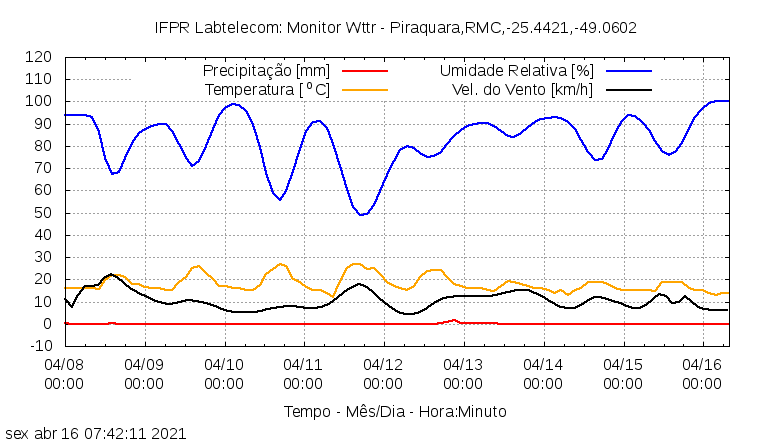 IFPR Labtelecom: Monitor Wttr - Piraquara,RMC,-25.4421,-49.0602
120
110
100
90
80
70
60
50
40
30
20
10
0
-10
Precipitação [mm]
Temperatura [°C]
Umidade Relativa [%]
Vel. do Vento [km/h]
04/08 04/09 04/10 04/11 04/12 04/13 04/14 04/15 04/16
00:00 00:00 00:00 00:00 00:00 00:00 00:00 00:00 00:00
Tempo - Mês/Dia - Hora:Minuto
sex abr 16 07:42:11 2021